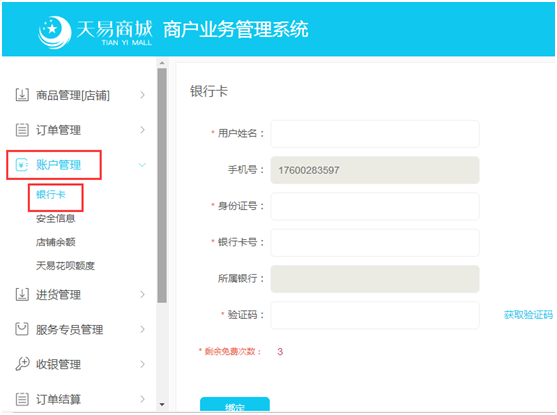 天易商城 商户业务管理系统
TIAN YI MALL
商品管理[店铺]
订单管理
账户管理
银行卡
安全信息
店铺余额
天易花呗额度
进货管理
服务专员管理
收银管理
订单结算
银行卡
* 用户姓名：
手机号： 17600283597
* 身份证号：
* 银行卡号：
所属银行：
* 验证码： 获取验证码
* 剩余免费次数： 3
绑定